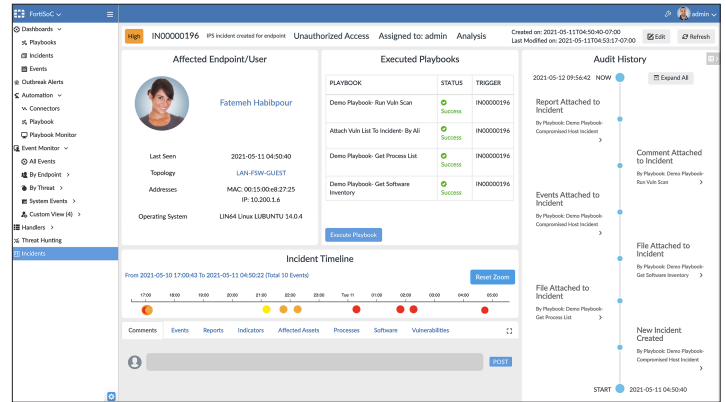 FortiSoC
admin
Dashboards
Playbooks
Incidents
Events
Outbreak Alerts
Automation
Connectors
Playbook
Playbook Monitor
Event Monitor
All Events
By Endpoint
By Threat
System Events
Custom View (4)
Handlers
Threat Hunting
Incidents
High IN00000196 IPS incident created for endpoint Unauthorized Access Assigned to: admin Analysis
Created on: 2021-05-11T04:50:40-07:00
Last Modified on: 2021-05-11T04:53:17-07:00
Edit Refresh
Affected Endpoint/User
Fatemeh Habibpour
Last Seen 2021-05-11 04:50:40
Topology LAN-FSW-GUEST
Addresses MAC: 00:15:00:e8:27:25
IP: 10.200.1.6
Operating System LIN64 Linux LUBUNTU 14.0.4
Executed Playbooks
PLAYBOOK STATUS TRIGGER
Demo Playbook- Run Vuln Scan Success IN00000196
Attach Vuln List To Incident- By Ali Success IN00000196
Demo Playbook- Get Process List Success IN00000196
Demo Playbook- Get Software Inventory Success IN00000196
Execute Playbook
Incident Timeline
From 2021-05-10 17:00:43 To 2021-05-11 04:50:22 (Total 10 Events)
Reset Zoom
17:00 18:00 19:00 20:00 21:00 22:00 23:00 Tue 11 01:00 02:00 03:00 04:00 05:00
Comments Events Reports Indicators Affected Assets Processes Software Vulnerabilities
POST
Audit History
2021-05-12 09:56:42 NOW
Expand All
Report Attached to
Incident
By Playbook: Demo Playbook-
Compromised Host Incident
Comment Attached
to Incident
By Playbook: Demo Playbook-
Run Vuln Scan
Events Attached to
Incident
By Playbook: Demo Playbook-
Compromised Host Incident
File Attached to
Incident
By Playbook: Demo Playbook-
Get Software Inventory
File Attached to
Incident
By Playbook: Demo Playbook-
Get Process List
New Incident
Created
By Playbook: Demo Playbook-
Compromised Host Incident
START 2021-05-11 04:50:40